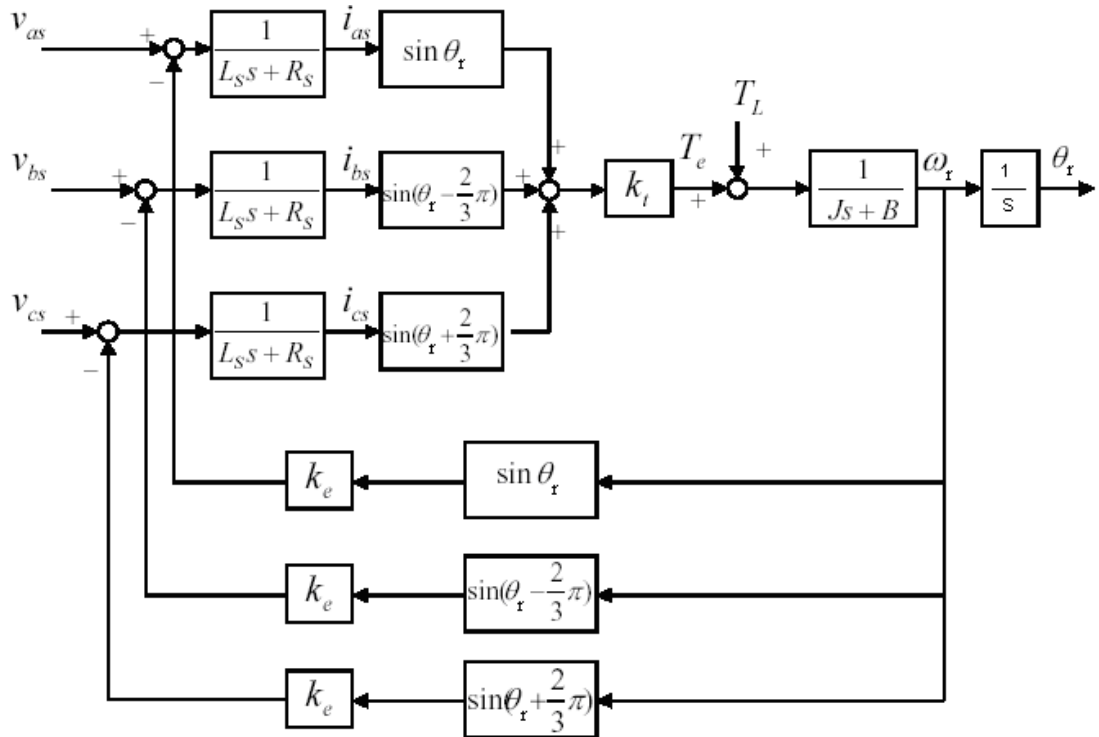 v_as + − 1/(L_S s + R_S) i_as sin θ_r +
v_bs + − 1/(L_S s + R_S) i_bs sin(θ_r − 2/3 π) + k_t T_e + T_L + 1/(Js + B) ω_r 1/s θ_r
v_cs + − 1/(L_S s + R_S) i_cs sin(θ_r + 2/3 π) +
k_e sin θ_r
k_e sin(θ_r − 2/3 π)
k_e sin(θ_r + 2/3 π)